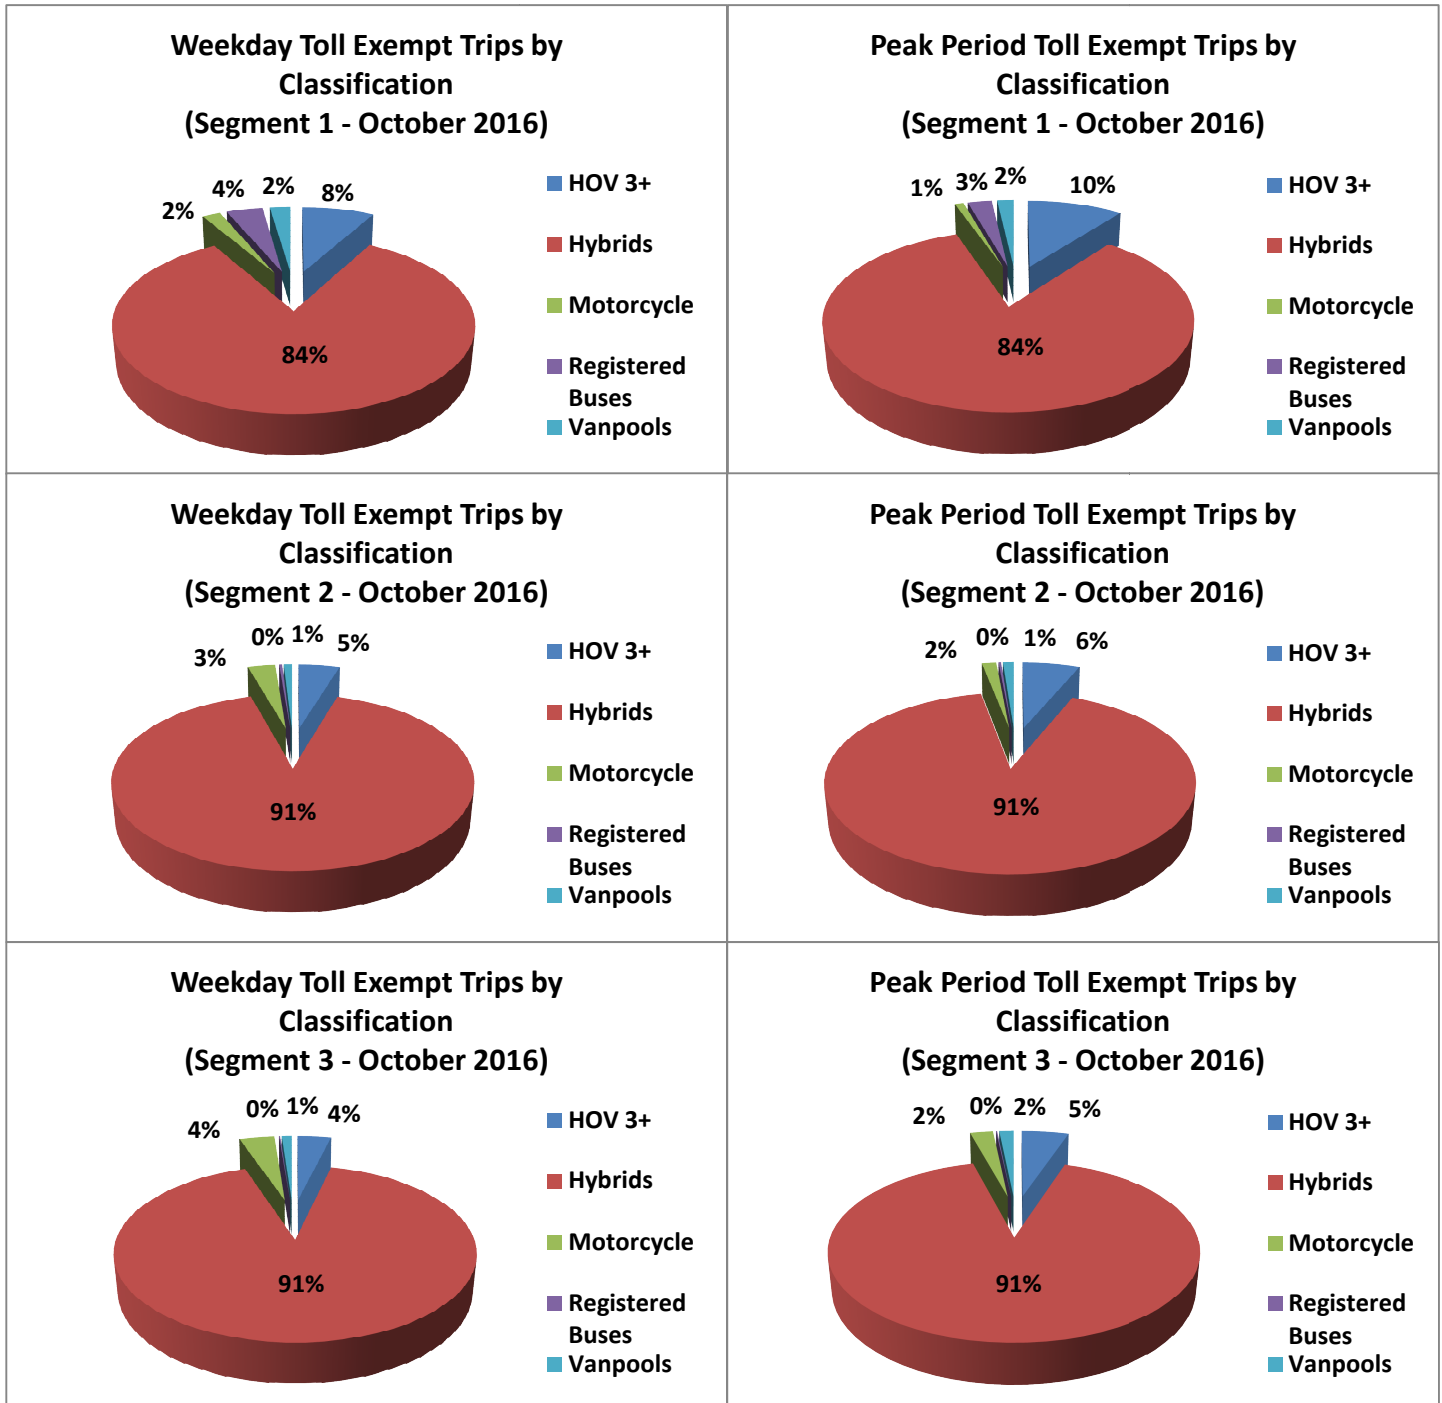 Weekday Toll Exempt Trips by
Classification
(Segment 1 - October 2016)
2%
4%
2%
8%
84%
HOV 3+
Hybrids
Motorcycle
Registered
Buses
Vanpools
Peak Period Toll Exempt Trips by
Classification
(Segment 1 - October 2016)
1%
3%
2%
10%
84%
HOV 3+
Hybrids
Motorcycle
Registered
Buses
Vanpools
Weekday Toll Exempt Trips by
Classification
(Segment 2 - October 2016)
3%
0%
1%
5%
91%
HOV 3+
Hybrids
Motorcycle
Registered
Buses
Vanpools
Peak Period Toll Exempt Trips by
Classification
(Segment 2 - October 2016)
2%
0%
1%
6%
91%
HOV 3+
Hybrids
Motorcycle
Registered
Buses
Vanpools
Weekday Toll Exempt Trips by
Classification
(Segment 3 - October 2016)
4%
0%
1%
4%
91%
HOV 3+
Hybrids
Motorcycle
Registered
Buses
Vanpools
Peak Period Toll Exempt Trips by
Classification
(Segment 3 - October 2016)
2%
0%
2%
5%
91%
HOV 3+
Hybrids
Motorcycle
Registered
Buses
Vanpools